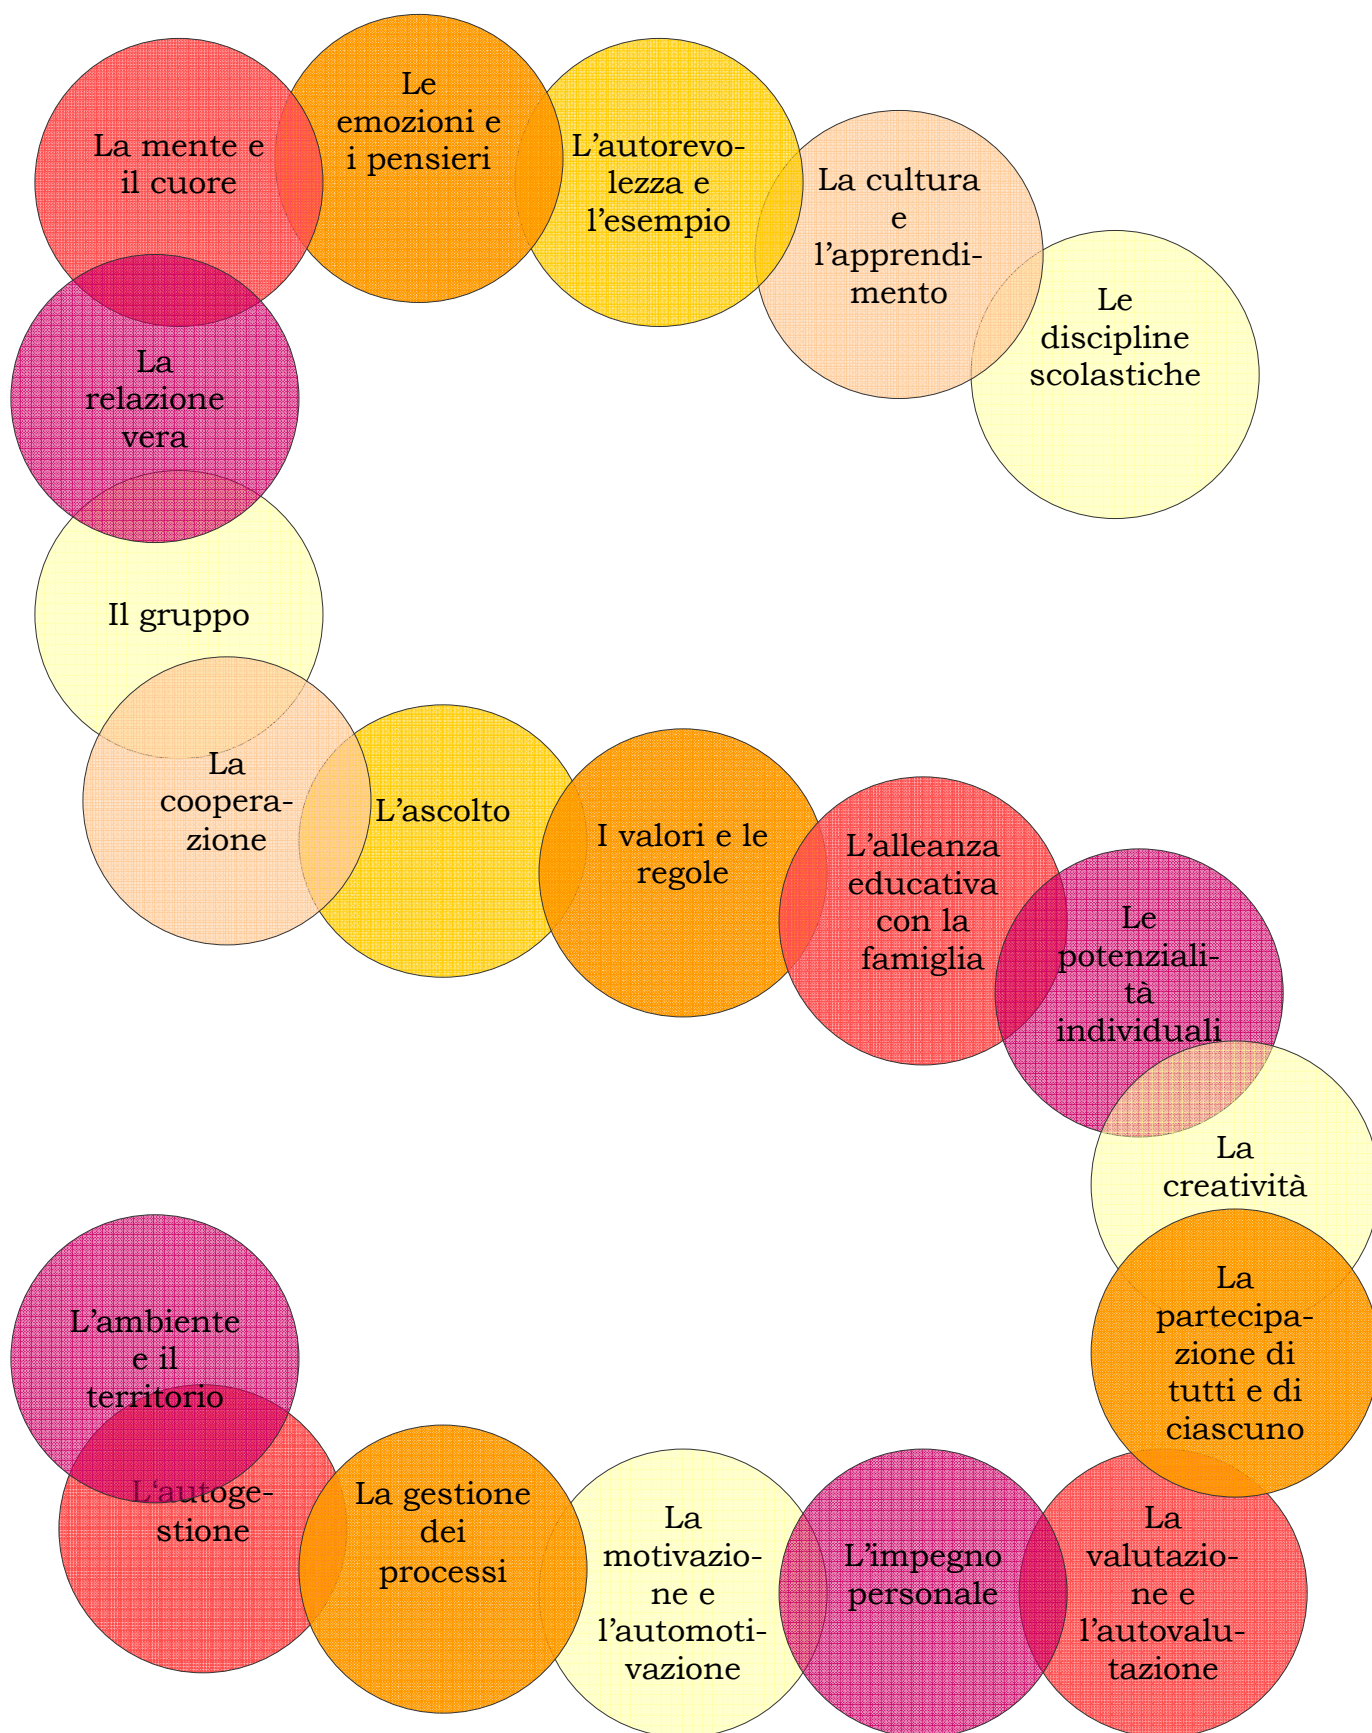 La mente e
il cuore
Le
emozioni e
i pensieri
L’autorevo-
lezza e
l’esempio
La cultura
e
l’apprendi-
mento
Le
discipline
scolastiche
La
relazione
vera
Il gruppo
La
coopera-
zione
L’ascolto
I valori e le
regole
L’alleanza
educativa
con la
famiglia
Le
potenziali-
tà
individuali
La
creatività
La
partecipa-
zione di
tutti e di
ciascuno
La
valutazio-
ne e
l’autovalu-
tazione
L’impegno
personale
La
motivazio-
ne e
l’automoti-
vazione
La gestione
dei
processi
L’autoge-
stione
L’ambiente
e il
territorio